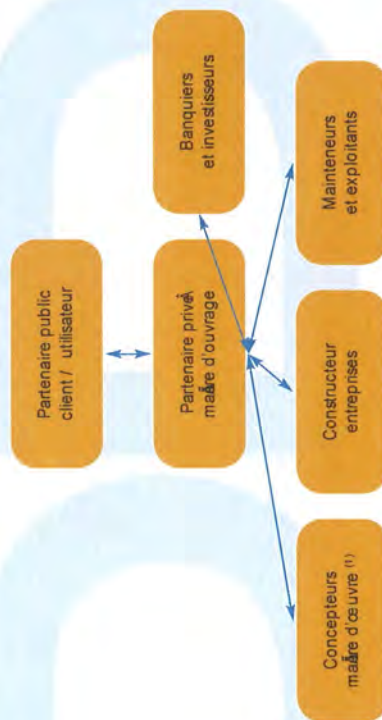 Partenaire public
client / utilisateur
Partenaire privé
maître d'ouvrage
Banquiers
et investisseurs
Concepteurs
maître d'œuvre (1)
Constructeur
entreprises
Mainteneurs
et exploitants